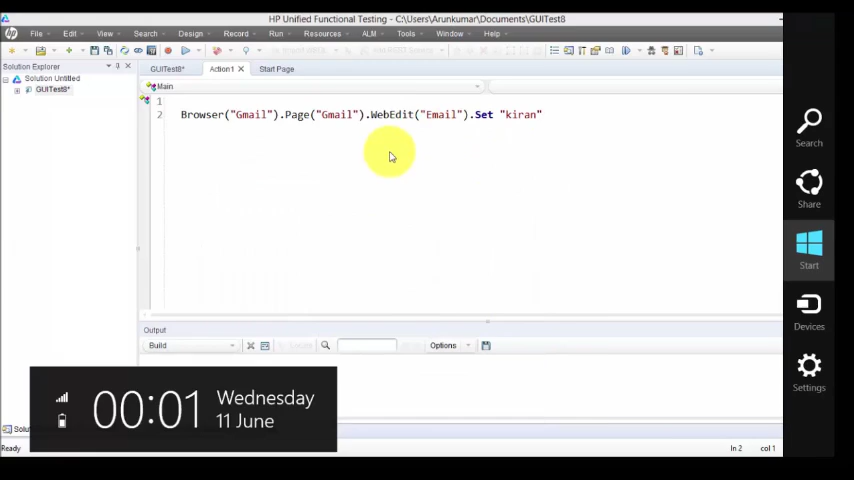 HP Unified Functional Testing - C:\Users\Arunkumar\Documents\GUITest8
File Edit View Search Design Record Run Resources ALM Tools Window Help
Solution Explorer
Solution Untitled
GUITest8*
GUITest8* Action1 Start Page
Main
1
2 Browser("Gmail").Page("Gmail").WebEdit("Email").Set "kiran"
Output
Build
Options
Ready
In 2 col 1
00:01
Wednesday
11 June
Search
Share
Start
Devices
Settings